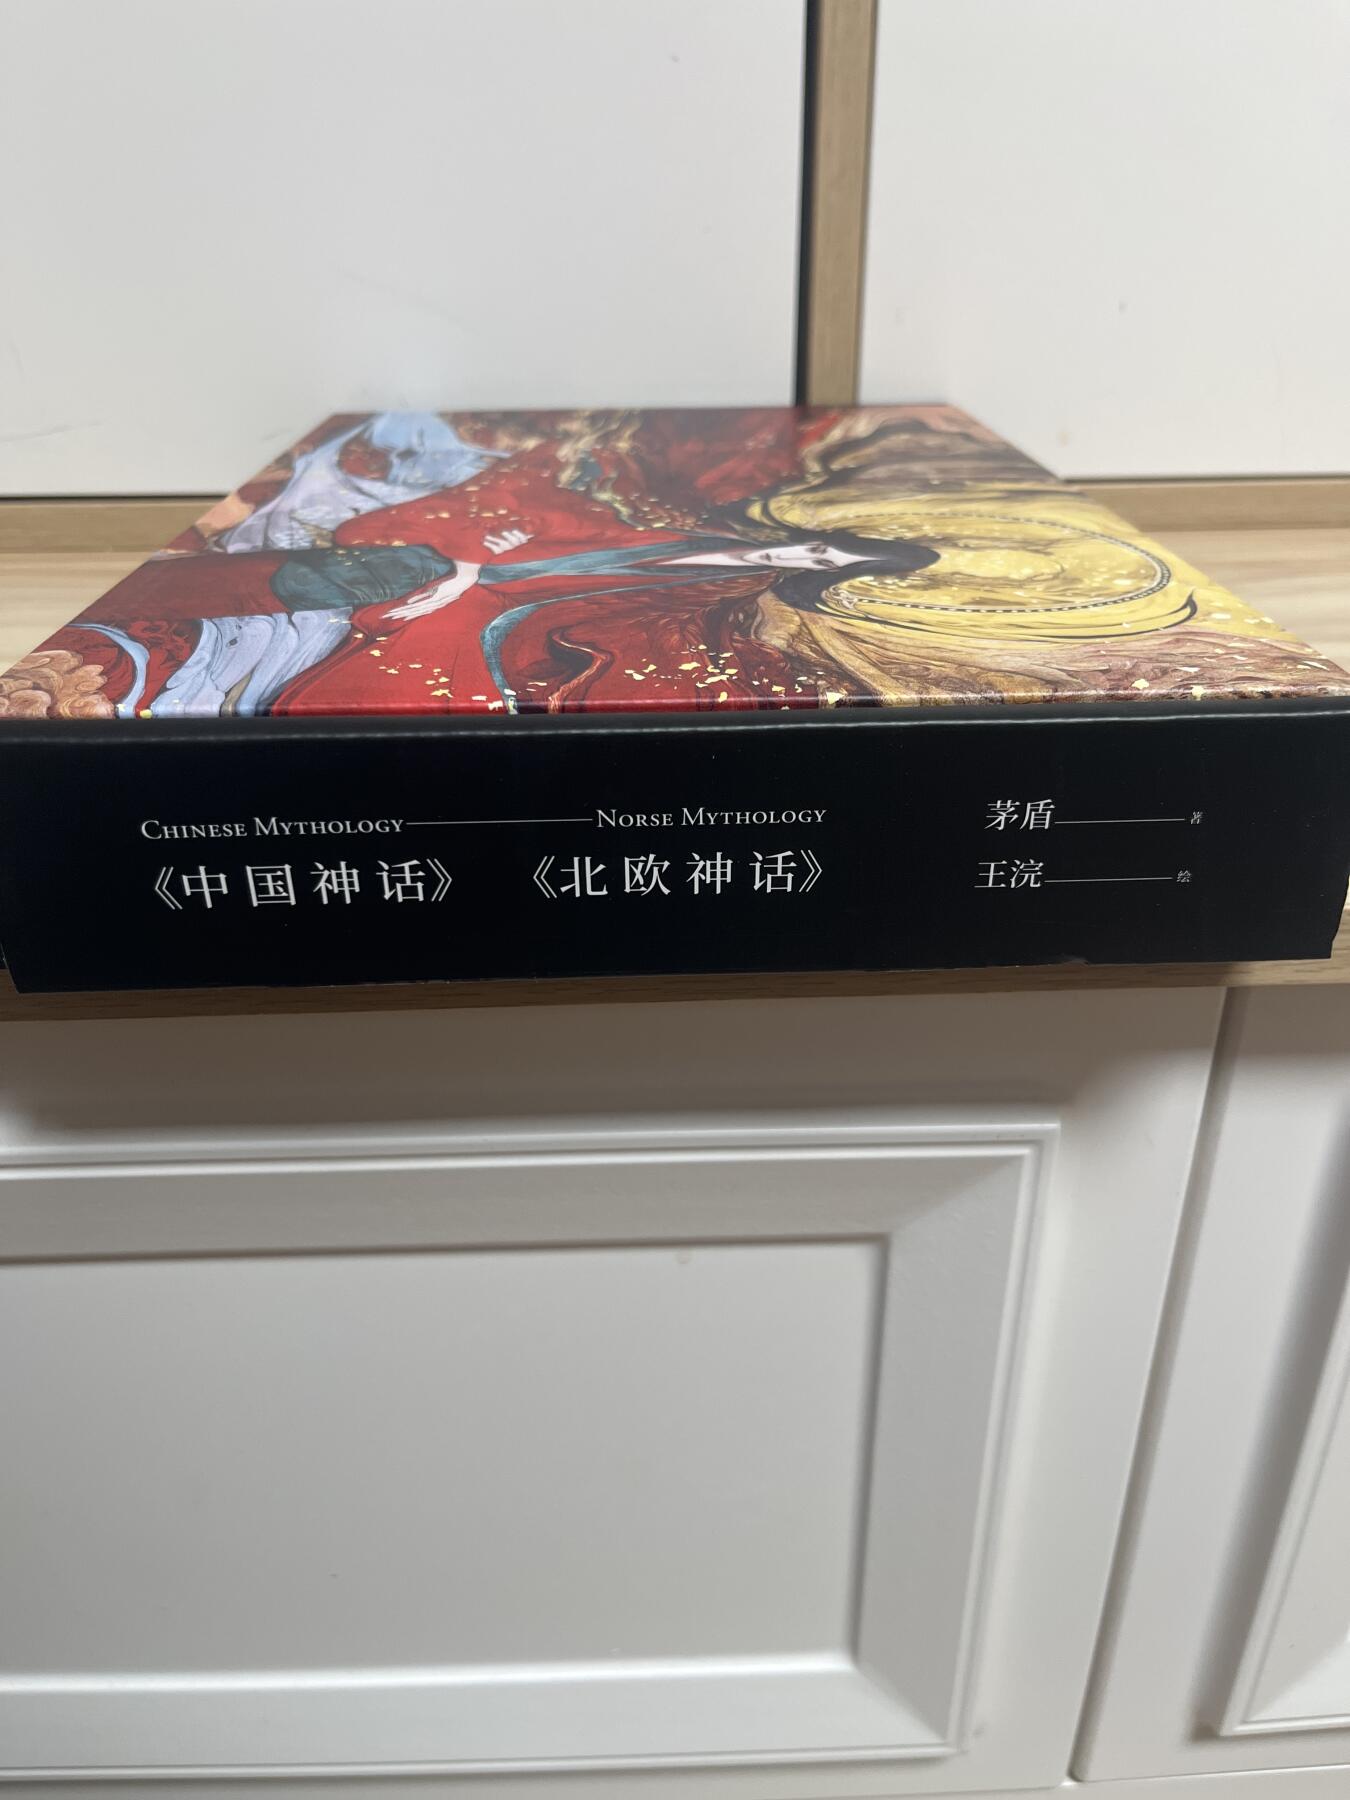 CHINESE MYTHOLOGY——NORSE MYTHOLOGY
《中国神话》 《北欧神话》
茅盾——著
王浣——绘